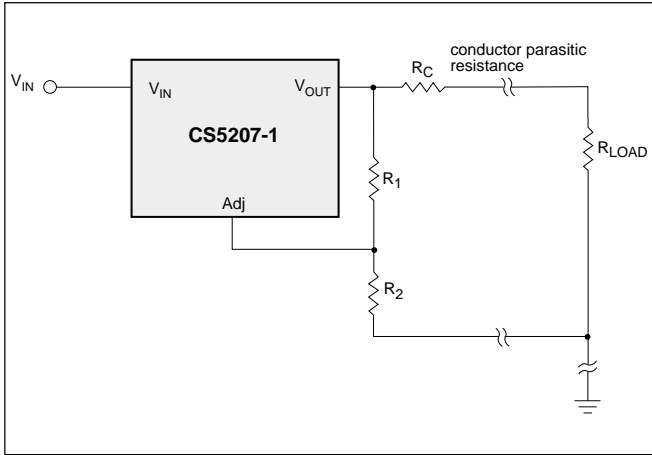 conductor parasitic
resistance
R_C
V_IN
V_IN
V_OUT
CS5207-1
R_LOAD
R_1
Adj
R_2